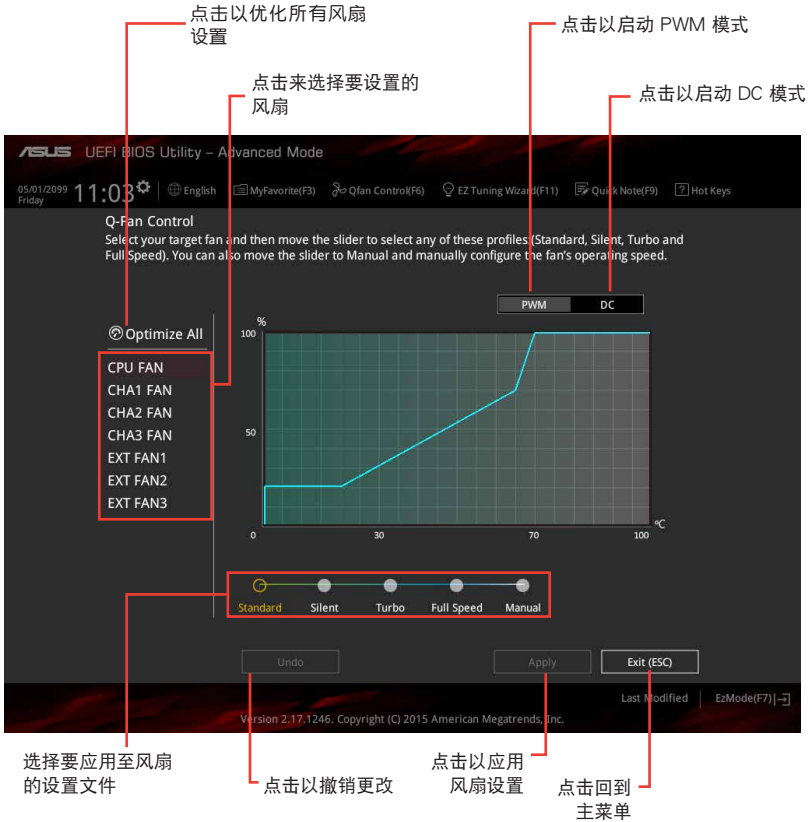 点击以优化所有风扇
设置
点击以启动 PWM 模式
点击来选择要设置的
风扇
点击以启动 DC 模式
ASUS UEFI BIOS Utility – Advanced Mode
05/01/2099
Friday
11:03
English
MyFavorite(F3)
Qfan Control(F6)
EZ Tuning Wizard(F11)
Quick Note(F9)
? Hot Keys
Q-Fan Control
Select your target fan and then move the slider to select any of these profiles (Standard, Silent, Turbo and
Full Speed). You can also move the slider to Manual and manually configure the fan's operating speed.
PWM DC
Optimize All
CPU FAN
CHA1 FAN
CHA2 FAN
CHA3 FAN
EXT FAN1
EXT FAN2
EXT FAN3
%
100
50
0 30 70 100
ºC
Standard Silent Turbo Full Speed Manual
Undo Apply Exit (ESC)
Last Modified EzMode(F7)
Version 2.17.1246. Copyright (C) 2015 American Megatrends, Inc.
选择要应用至风扇
的设置文件
点击以撤销更改
点击以应用
风扇设置
点击回到
主菜单